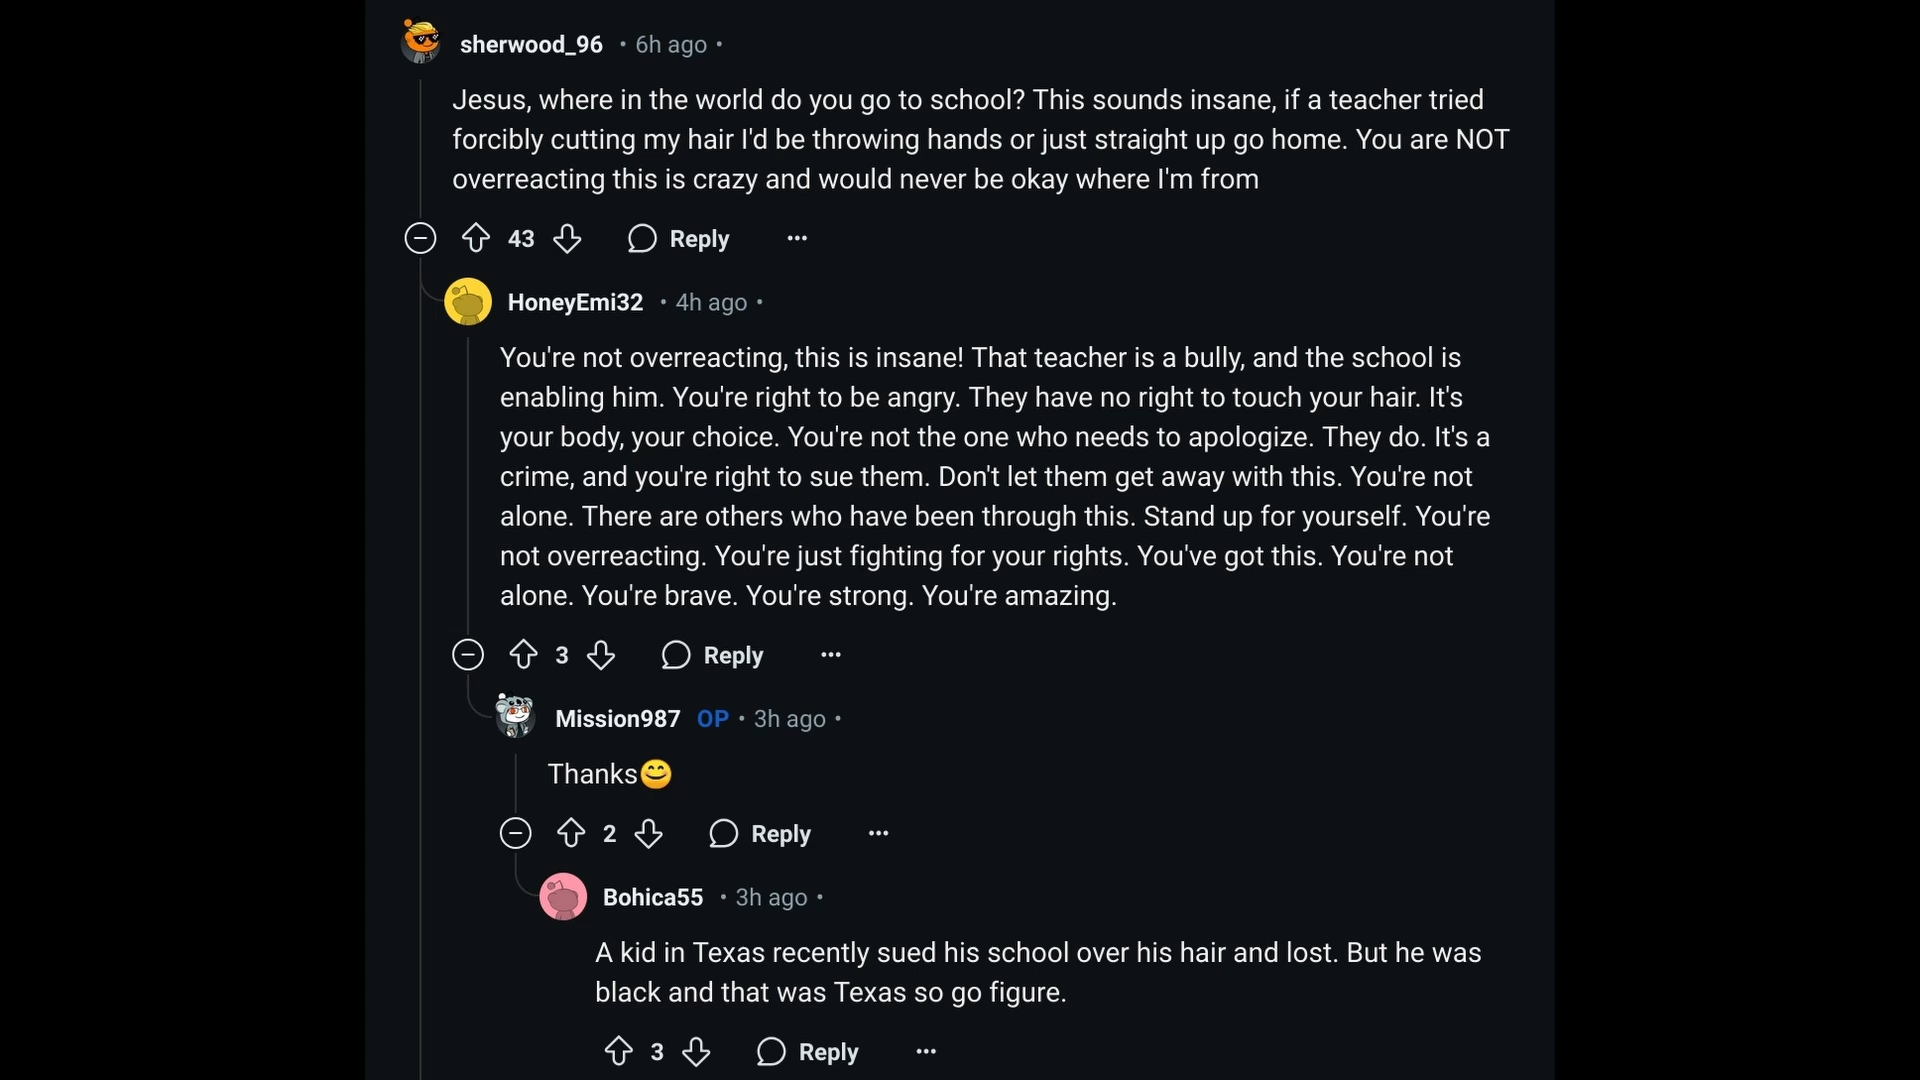 sherwood_96 • 6h ago •
Jesus, where in the world do you go to school? This sounds insane, if a teacher tried
forcibly cutting my hair I'd be throwing hands or just straight up go home. You are NOT
overreacting this is crazy and would never be okay where I'm from
43 Reply ...
HoneyEmi32 • 4h ago •
You're not overreacting, this is insane! That teacher is a bully, and the school is
enabling him. You're right to be angry. They have no right to touch your hair. It's
your body, your choice. You're not the one who needs to apologize. They do. It's a
crime, and you're right to sue them. Don't let them get away with this. You're not
alone. There are others who have been through this. Stand up for yourself. You're
not overreacting. You're just fighting for your rights. You've got this. You're not
alone. You're brave. You're strong. You're amazing.
3 Reply ...
Mission987 OP • 3h ago •
Thanks😊
2 Reply ...
Bohica55 • 3h ago •
A kid in Texas recently sued his school over his hair and lost. But he was
black and that was Texas so go figure.
3 Reply ...